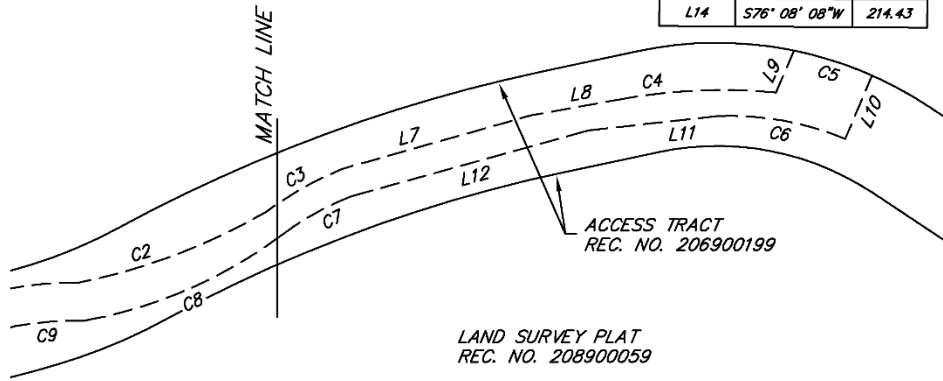 L14 S76° 08' 08"W 214.43
MATCH LINE
L9
C5
L10
C4
L8
L7
C6
L11
L12
C3
C7
C2
C8
C9
ACCESS TRACT
REC. NO. 206900199
LAND SURVEY PLAT
REC. NO. 208900059